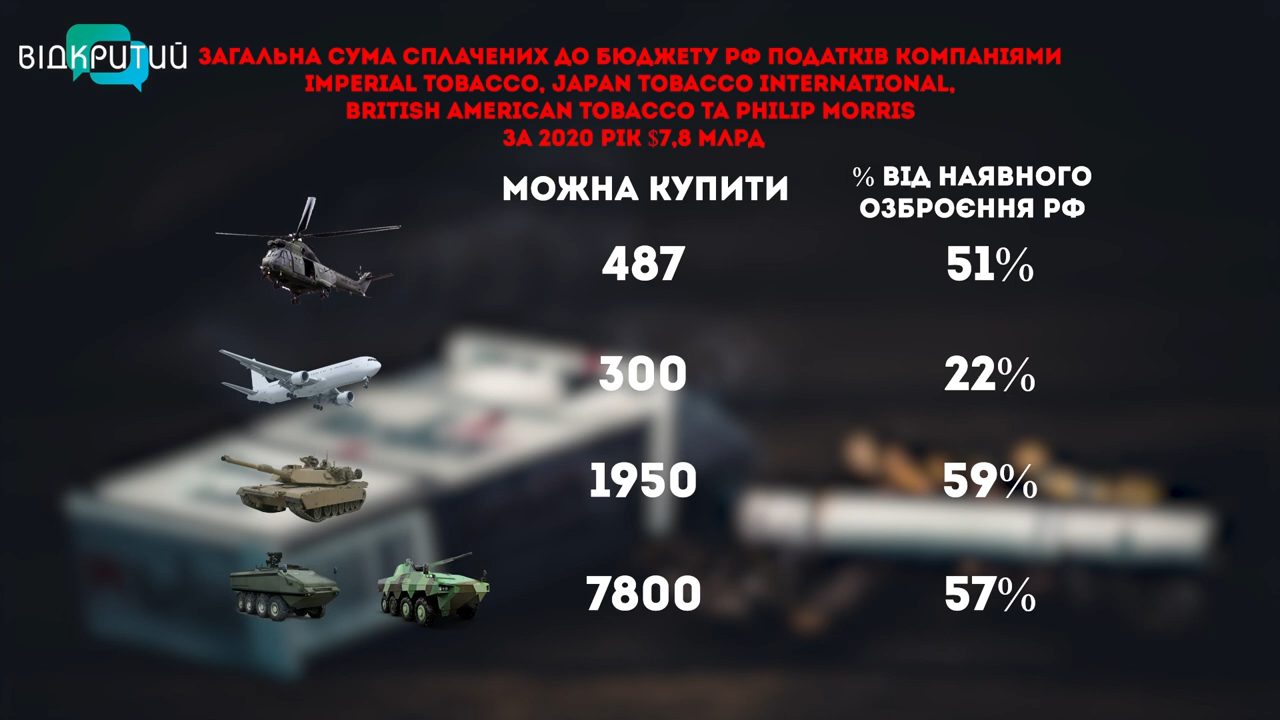 ВІДКРИТИЙ
ЗАГАЛЬНА СУМА СПЛАЧЕНИХ ДО БЮДЖЕТУ РФ ПОДАТКІВ КОМПАНІЯМИ
IMPERIAL TOBACCO, JAPAN TOBACCO INTERNATIONAL,
BRITISH AMERICAN TOBACCO ТА PHILIP MORRIS
ЗА 2020 РІК $7,8 МЛРД
МОЖНА КУПИТИ
% ВІД НАЯВНОГО
ОЗБРОЄННЯ РФ
487 51%
300 22%
1950 59%
7800 57%